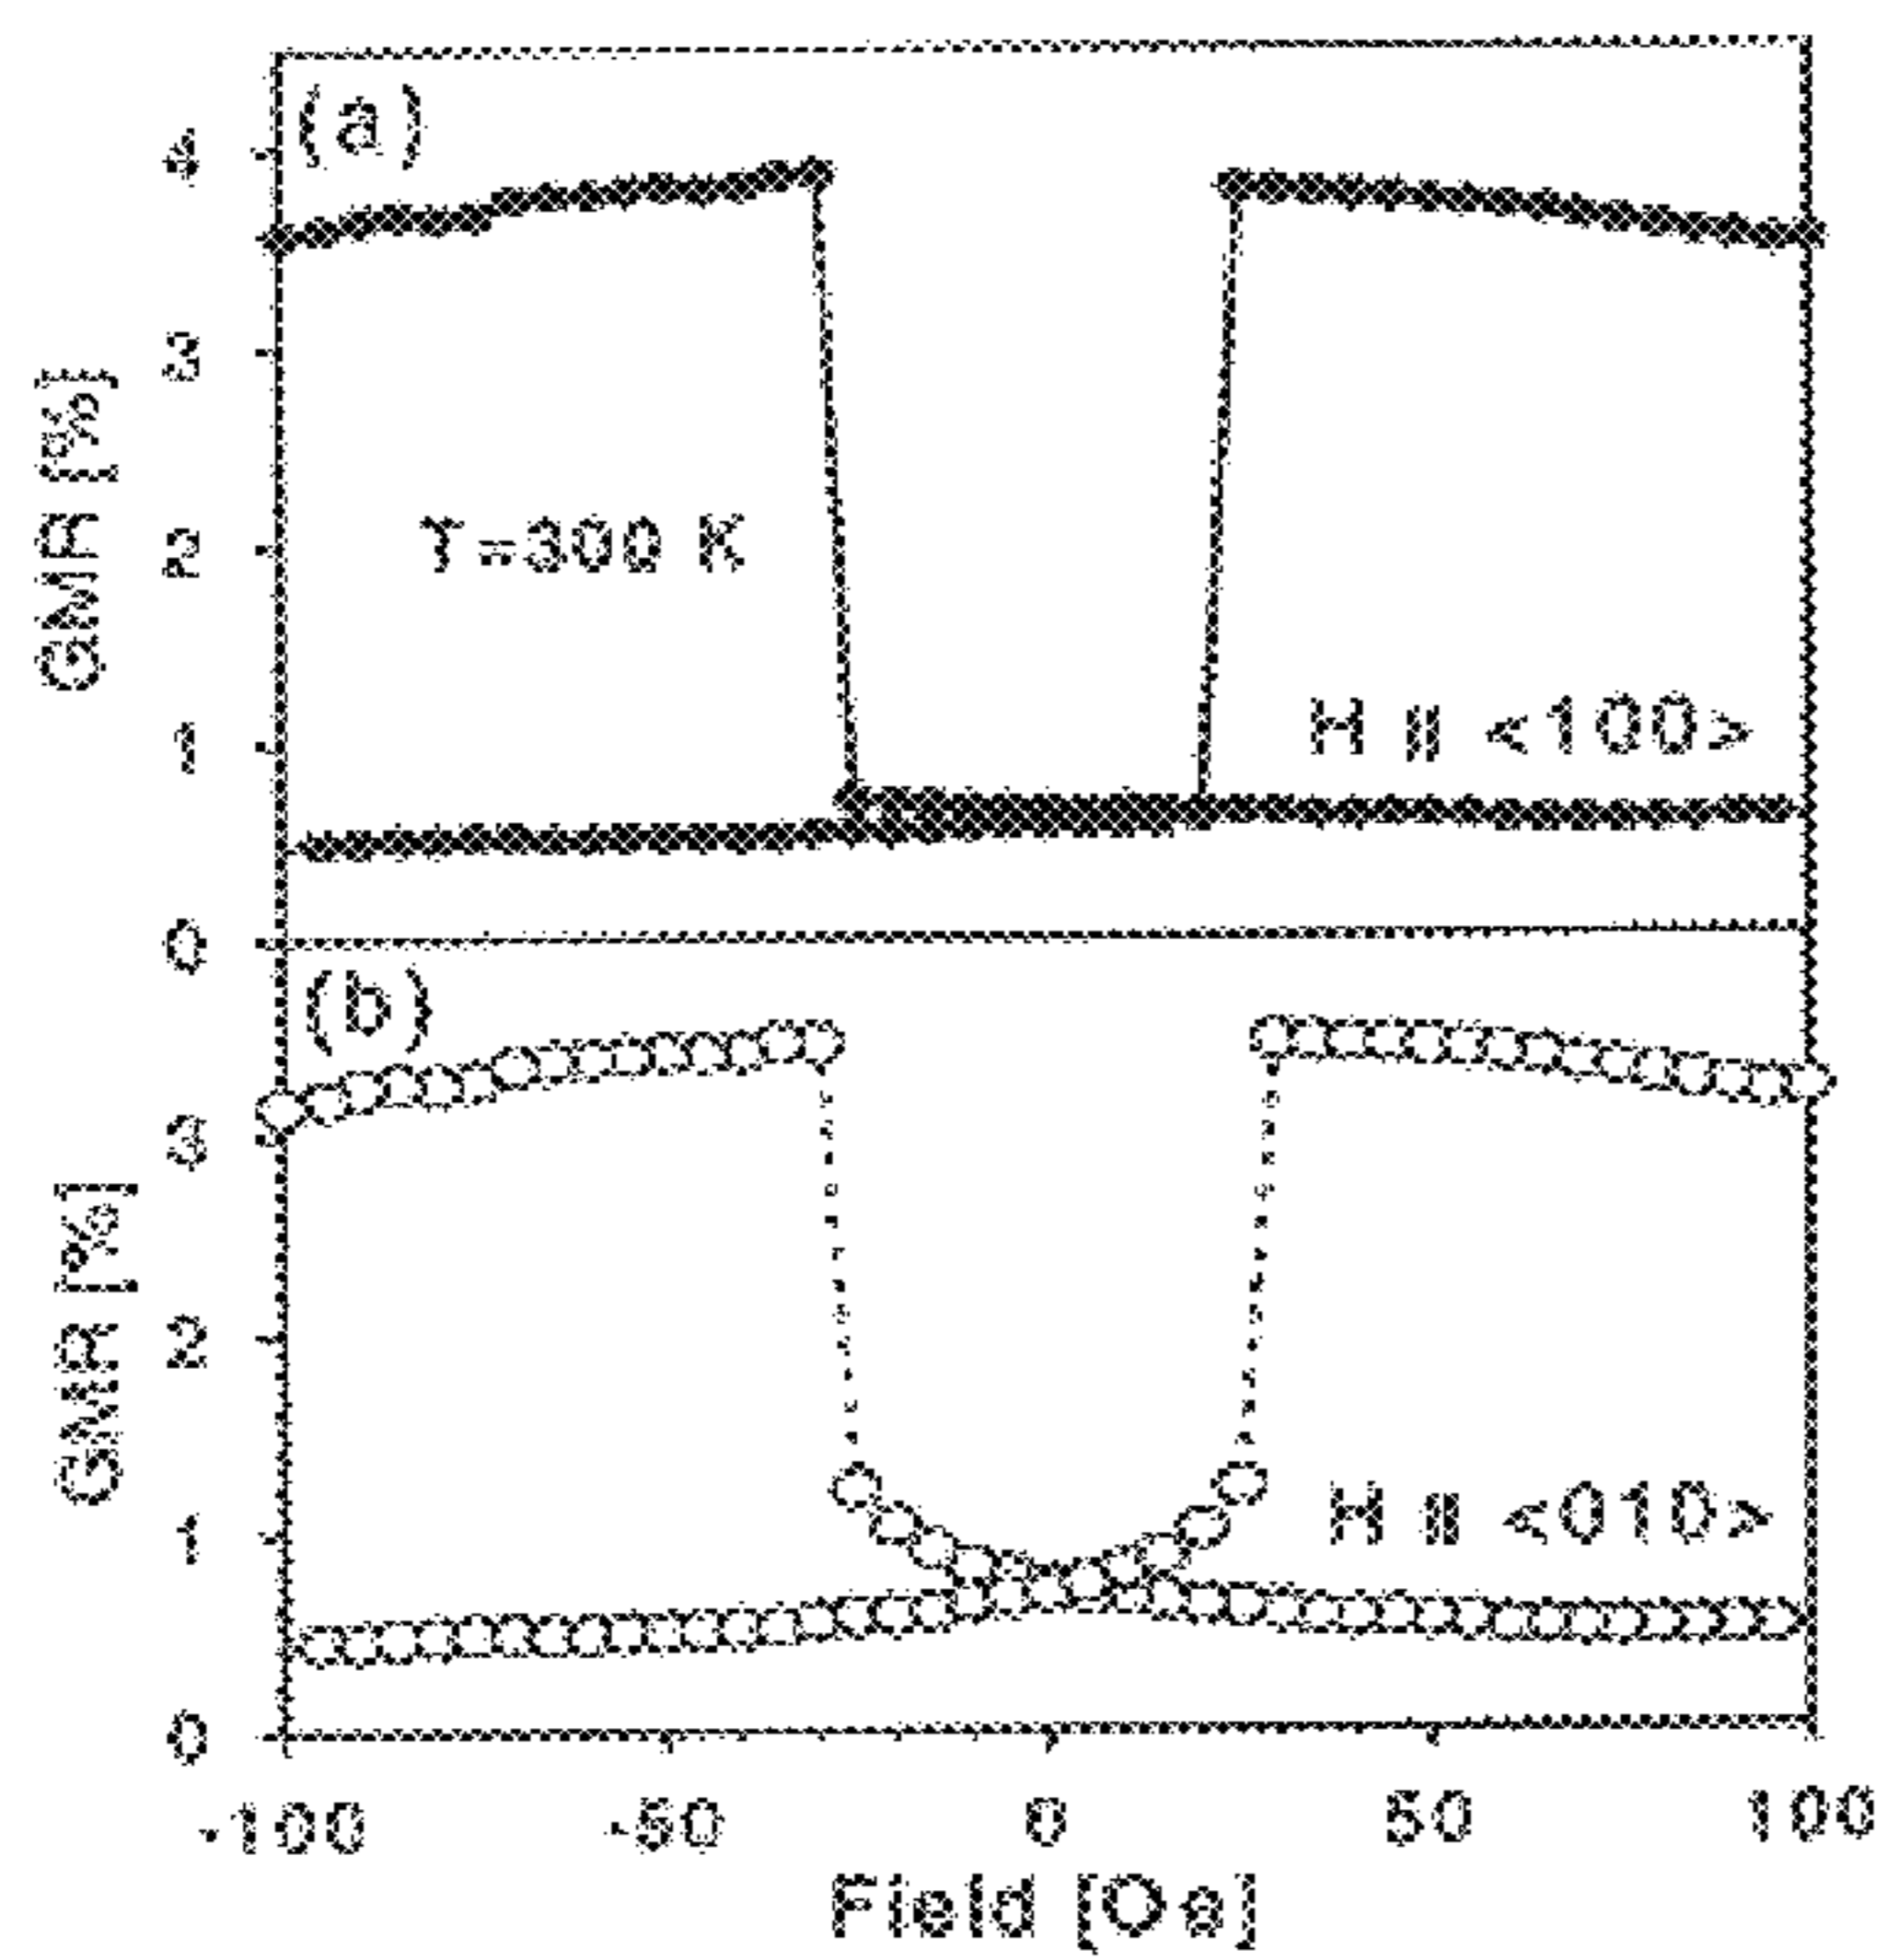 (a)
4
3
2
1
0
GMR [%]
T=300 K
H || <100>
(b)
3
2
1
0
GMR [%]
H || <010>
-100 -50 0 50 100
Field [Oe]